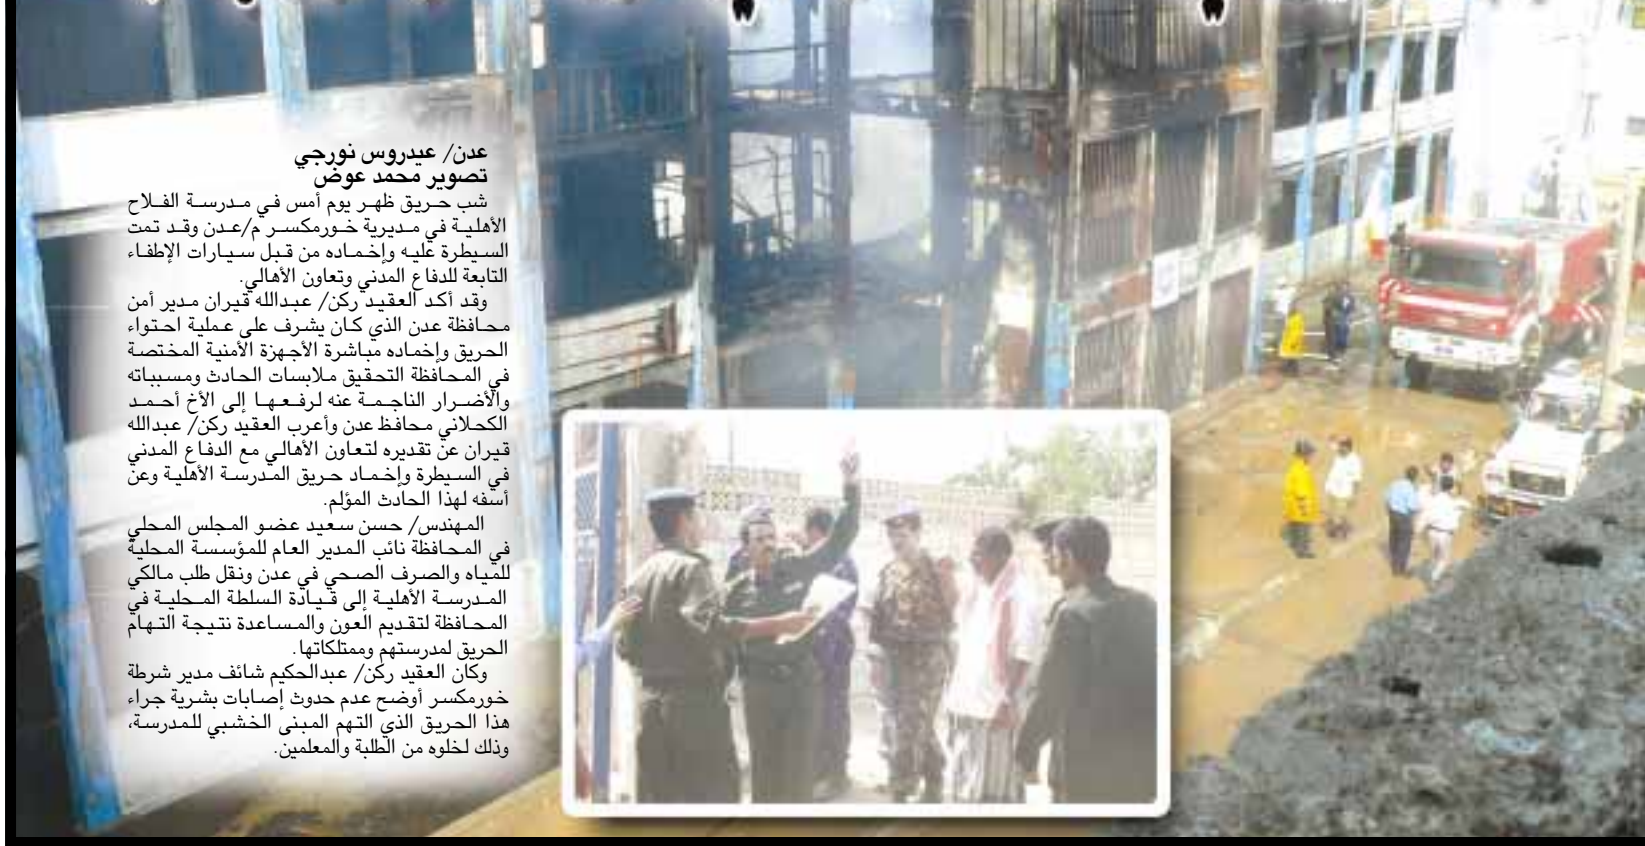 عدن/ عيدروس نورجي
تصوير محمد عوض
شب حريق ظهر يوم أمس في مدرسة الفلاح
الأهلية في مديرية خورمكسر م/عدن وقد تمت
السيطرة عليه وإخماده من قبل سيارات الإطفاء
التابعة للدفاع المدني وتعاون الأهالي.
وقد أكد العقيد ركن/ عبدالله قيران مدير أمن
محافظة عدن الذي كان يشرف على عملية احتواء
الحريق وإخماده مباشرة الأجهزة الأمنية المختصة
في المحافظة التحقيق ملابسات الحادث ومسبباته
والأضرار الناجمة عنه لرفعها إلى الأخ أحمد
الكحلاني محافظ عدن وأعرب العقيد ركن/ عبدالله
قيران عن تقديره لتعاون الأهالي مع الدفاع المدني
في السيطرة وإخماد حريق المدرسة الأهلية وعن
أسفه لهذا الحادث المؤلم.
المهندس/ حسن سعيد عضو المجلس المحلي
في المحافظة نائب المدير العام للمؤسسة المحلية
للمياه والصرف الصحي في عدن ونقل طلب مالكي
المدرسة الأهلية إلى قيادة السلطة المحلية في
المحافظة لتقديم العون والمساعدة نتيجة التهام
الحريق لمدرستهم وممتلكاتها.
وكان العقيد ركن/ عبدالحكيم شائف مدير شرطة
خورمكسر أوضح عدم حدوث إصابات بشرية جراء
هذا الحريق الذي التهم المبنى الخشبي للمدرسة،
وذلك لخلوه من الطلبة والمعلمين.